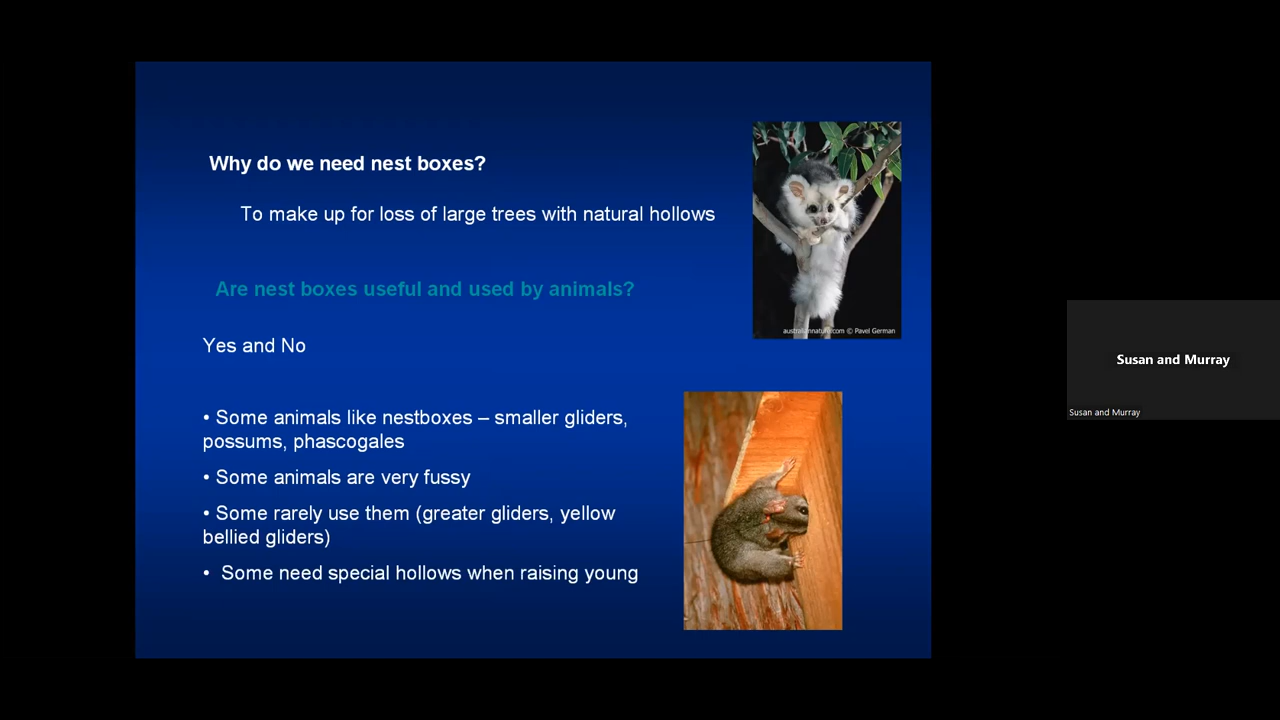 Why do we need nest boxes?
To make up for loss of large trees with natural hollows
Are nest boxes useful and used by animals?
Yes and No
• Some animals like nestboxes – smaller gliders,
possums, phascogales
• Some animals are very fussy
• Some rarely use them (greater gliders, yellow
bellied gliders)
• Some need special hollows when raising young
© Pavel German
Susan and Murray
Susan and Murray